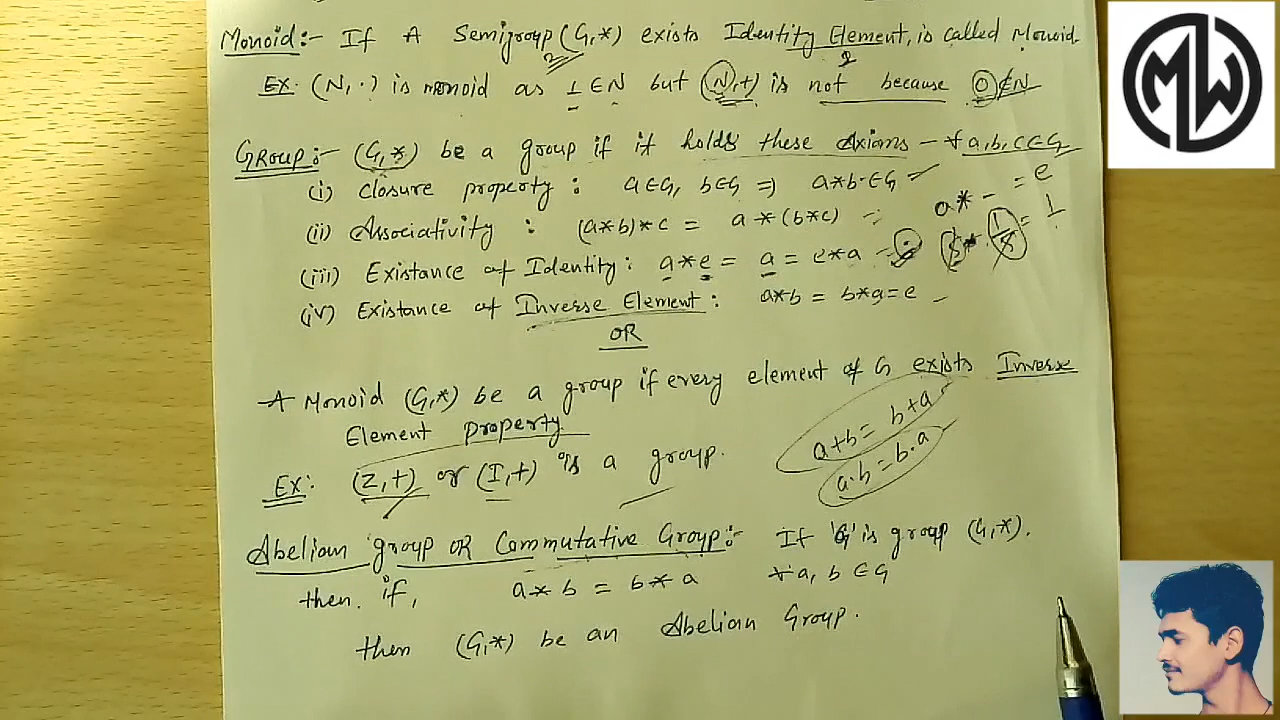 Monoid:- If A Semigroup (G,*) exists Identity Element, is called Monoid.
Ex. (N,·) is monoid as 1 ∈ N but (N,+) is not because 0 ∉ N
Group:- (G,*) be a group if it holds these Axioms - ∀ a,b,c ∈ G
(i) Closure property : a∈G, b∈G ⇒ a*b ∈ G
(ii) Associativity : (a*b)*c = a*(b*c)
a* - = e
(iii) Existance of Identity : a*e = a = e*a
(iv) Existance of Inverse Element : a*b = b*a = e
OR
A Monoid (G,*) be a group if every element of G exists Inverse
Element property
a+b = b+a
a·b = b·a
Ex: (Z,+) or (I,+) is a group.
Abelian group OR Commutative Group:- If 'G' is group (G,*).
then if, a * b = b * a ∀ a, b ∈ G
then (G,*) be an Abelian Group.
MW